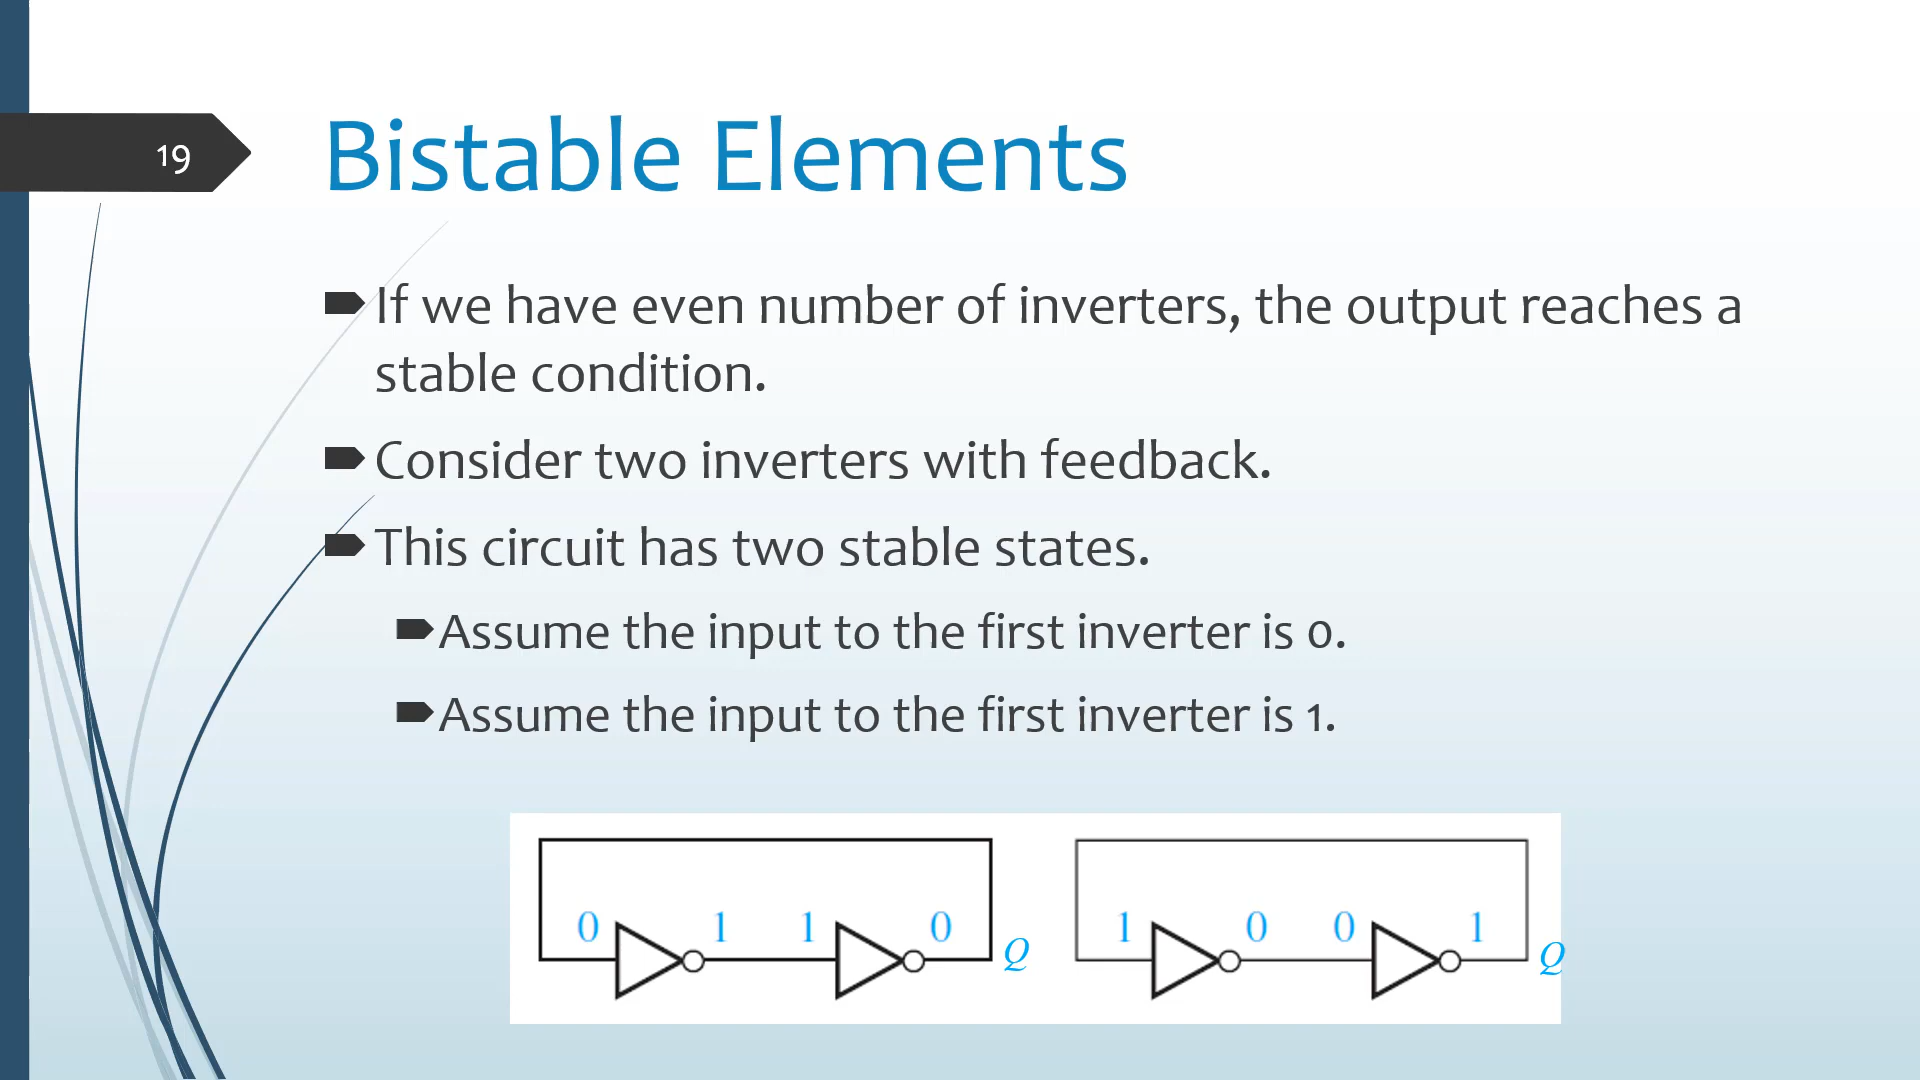 19
Bistable Elements
If we have even number of inverters, the output reaches a
stable condition.
Consider two inverters with feedback.
This circuit has two stable states.
Assume the input to the first inverter is 0.
Assume the input to the first inverter is 1.
0 1 1 0 Q 1 0 0 1 Q